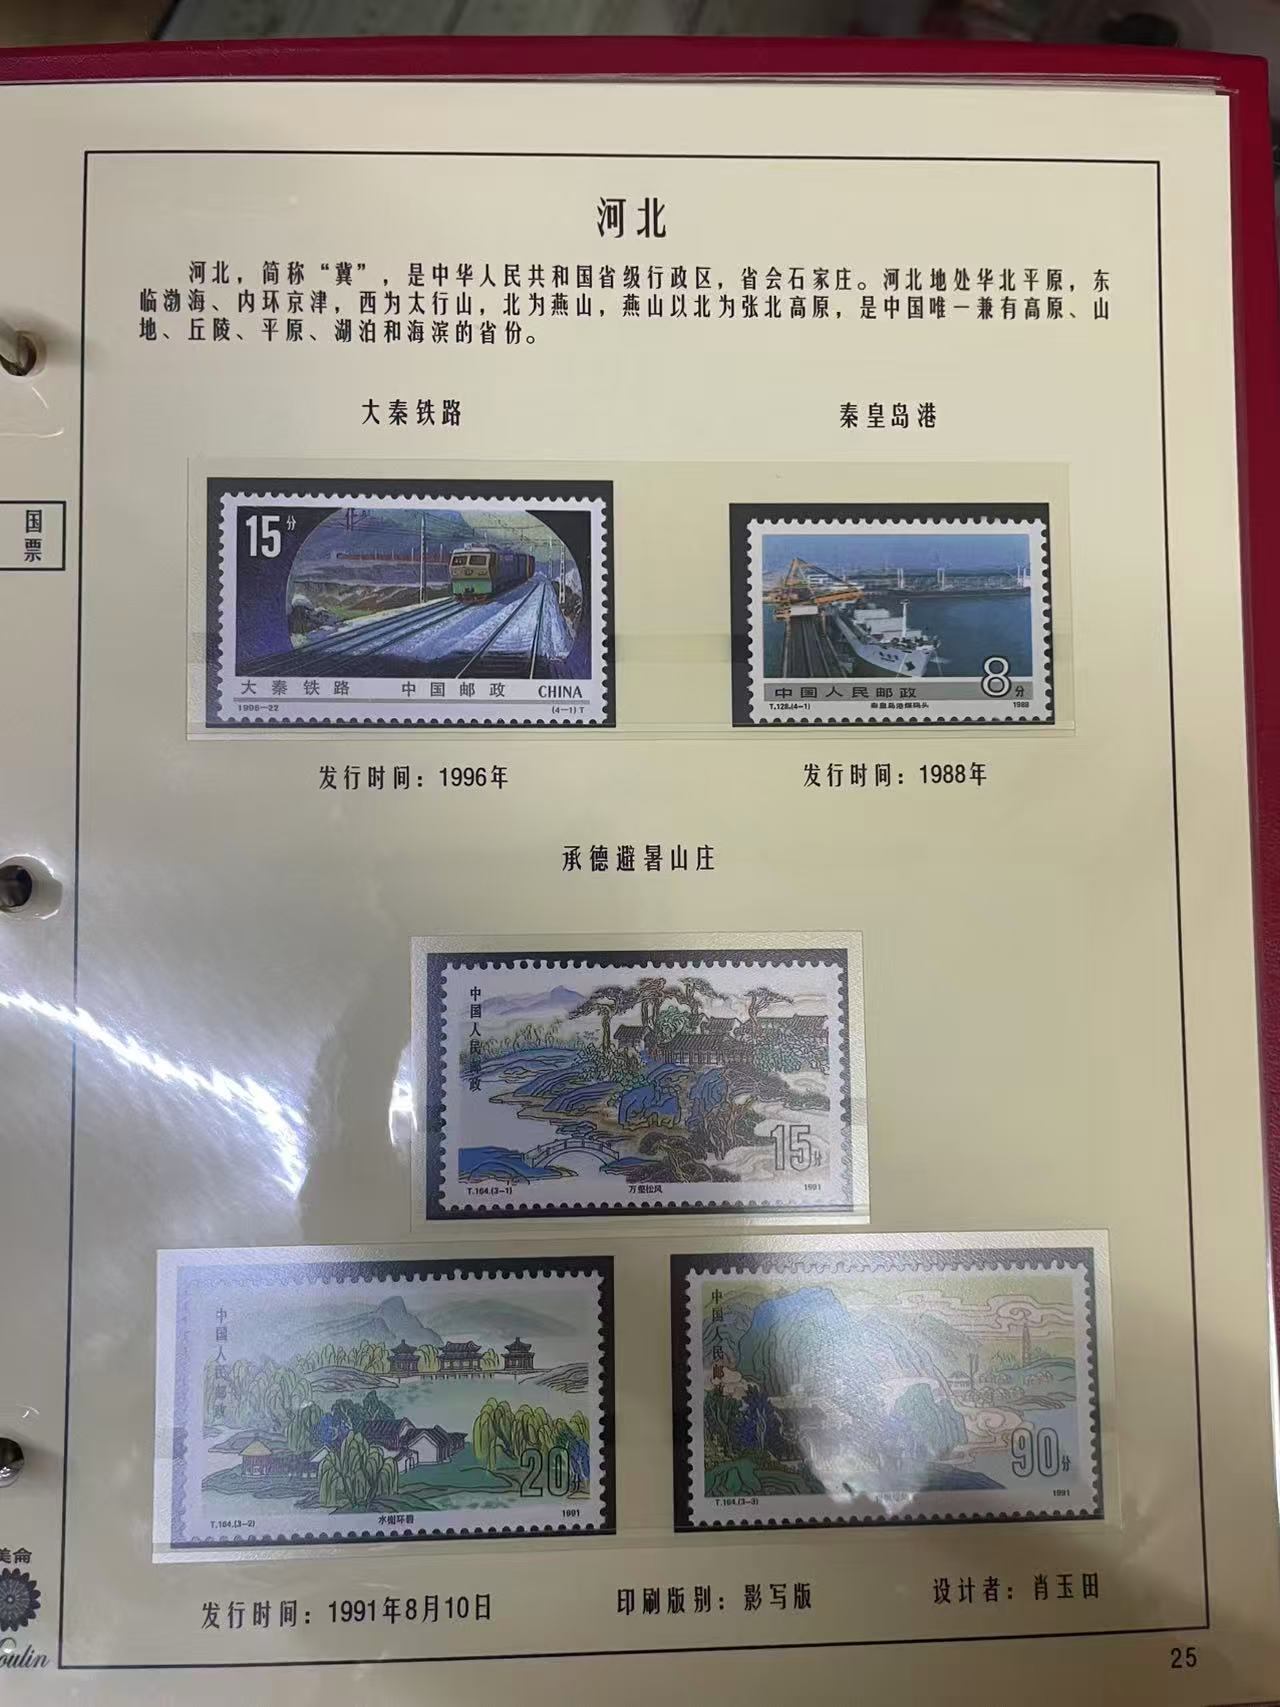 河北
河北，简称“冀”，是中华人民共和国省级行政区，省会石家庄。河北地处华北平原，东
临渤海、内环京津，西为太行山，北为燕山，燕山以北为张北高原，是中国唯一兼有高原、山
地、丘陵、平原、湖泊和海滨的省份。
大秦铁路
秦皇岛港
国
票
15分
大秦铁路 中国邮政 CHINA
1996-22 (4-1)T
中国人民邮政 8分
T.128.(4-1) 秦皇岛港煤码头 1988
发行时间：1996年
发行时间：1988年
承德避暑山庄
中国人民邮政
15分
T.164.(3-1) 万壑松风 1991
中国人民邮政
20分
T.164.(3-2) 水榭环碧 1991
中国人民邮政
90分
T.164.(3-3) 1991
发行时间：1991年8月10日
印刷版别：影写版
设计者：肖玉田
25